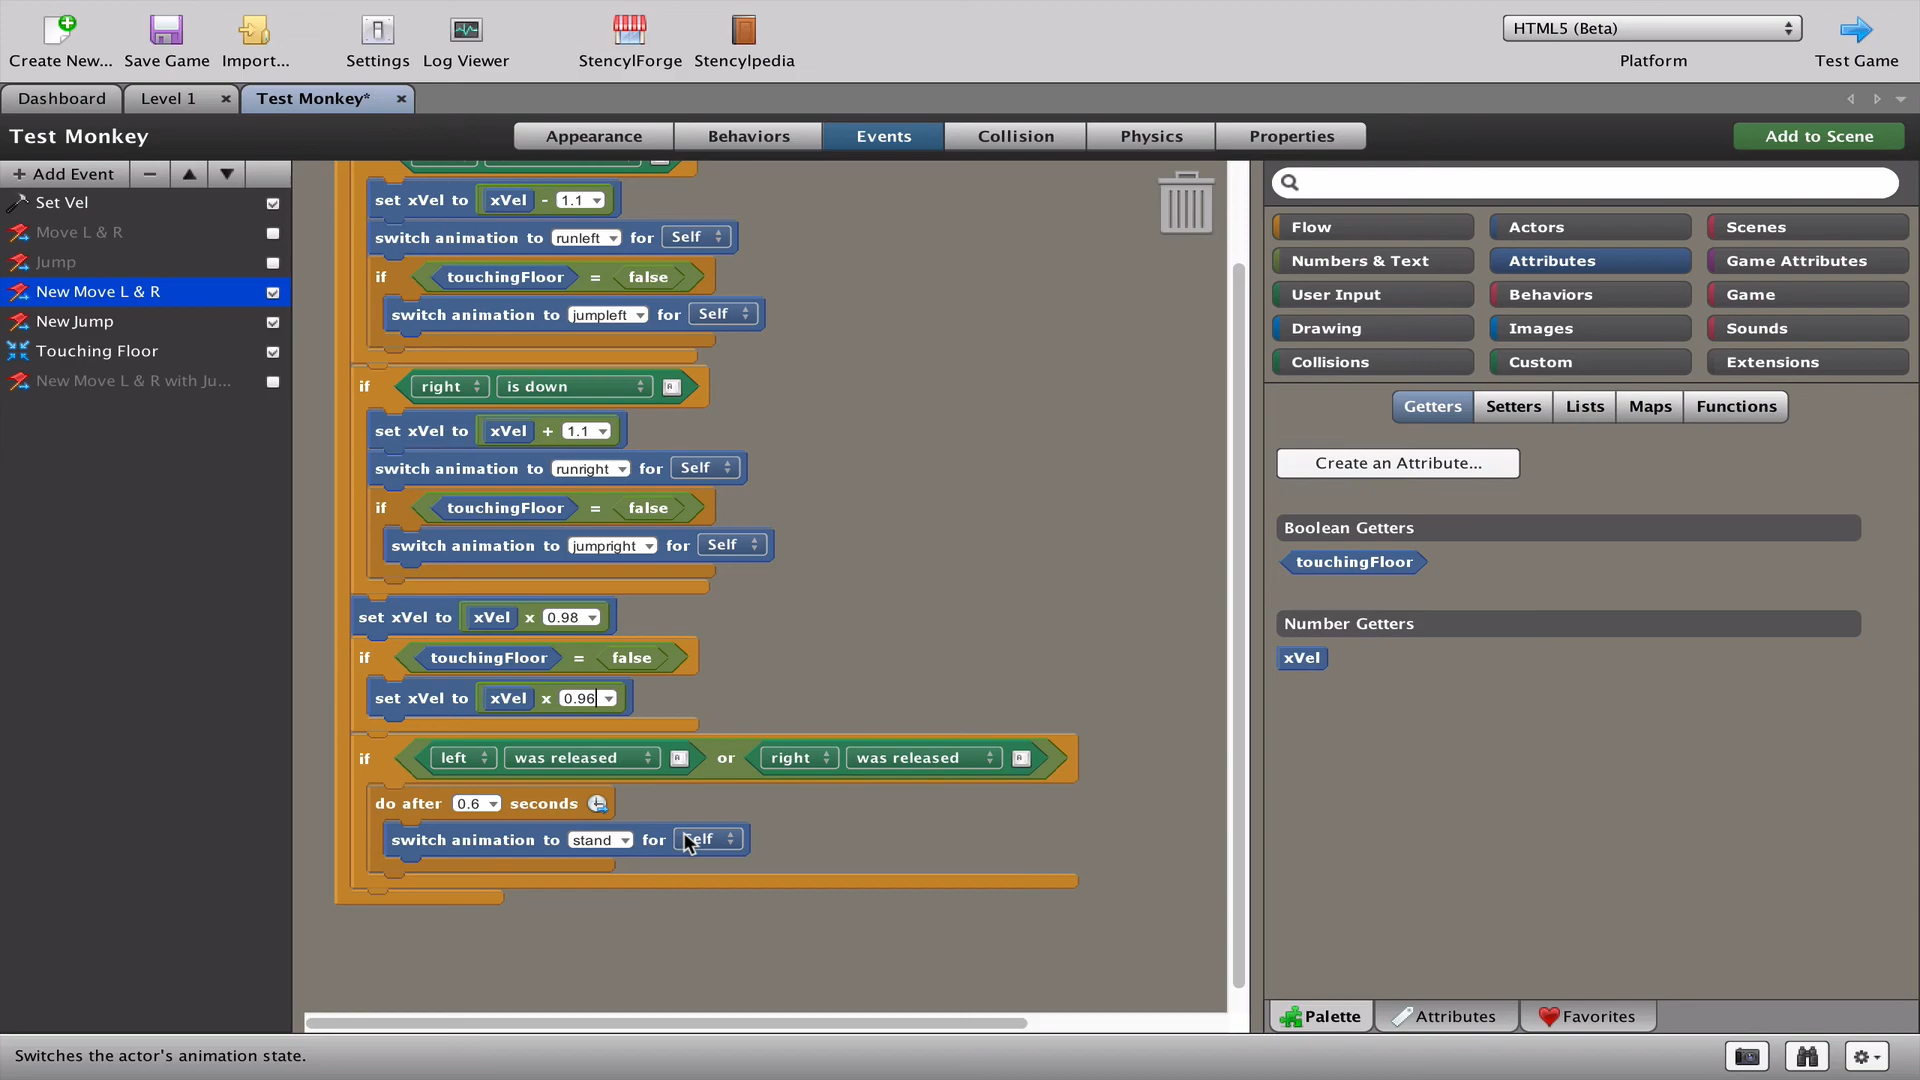 Create New... Save Game Import... Settings Log Viewer StencylForge Stencylpedia HTML5 (Beta) Platform Test Game
Dashboard Level 1 Test Monkey*
Test Monkey Appearance Behaviors Events Collision Physics Properties Add to Scene
+ Add Event
Set Vel
Move L & R
Jump
New Move L & R
New Jump
Touching Floor
New Move L & R with Ju...
set xVel to xVel - 1.1
switch animation to runleft for Self
if touchingFloor = false
switch animation to jumpleft for Self
if right is down
set xVel to xVel + 1.1
switch animation to runright for Self
if touchingFloor = false
switch animation to jumpright for Self
set xVel to xVel x 0.98
if touchingFloor = false
set xVel to xVel x 0.96
if left was released or right was released
do after 0.6 seconds
switch animation to stand for Self
Flow Actors Scenes
Numbers & Text Attributes Game Attributes
User Input Behaviors Game
Drawing Images Sounds
Collisions Custom Extensions
Getters Setters Lists Maps Functions
Create an Attribute...
Boolean Getters
touchingFloor
Number Getters
xVel
Palette Attributes Favorites
Switches the actor's animation state.